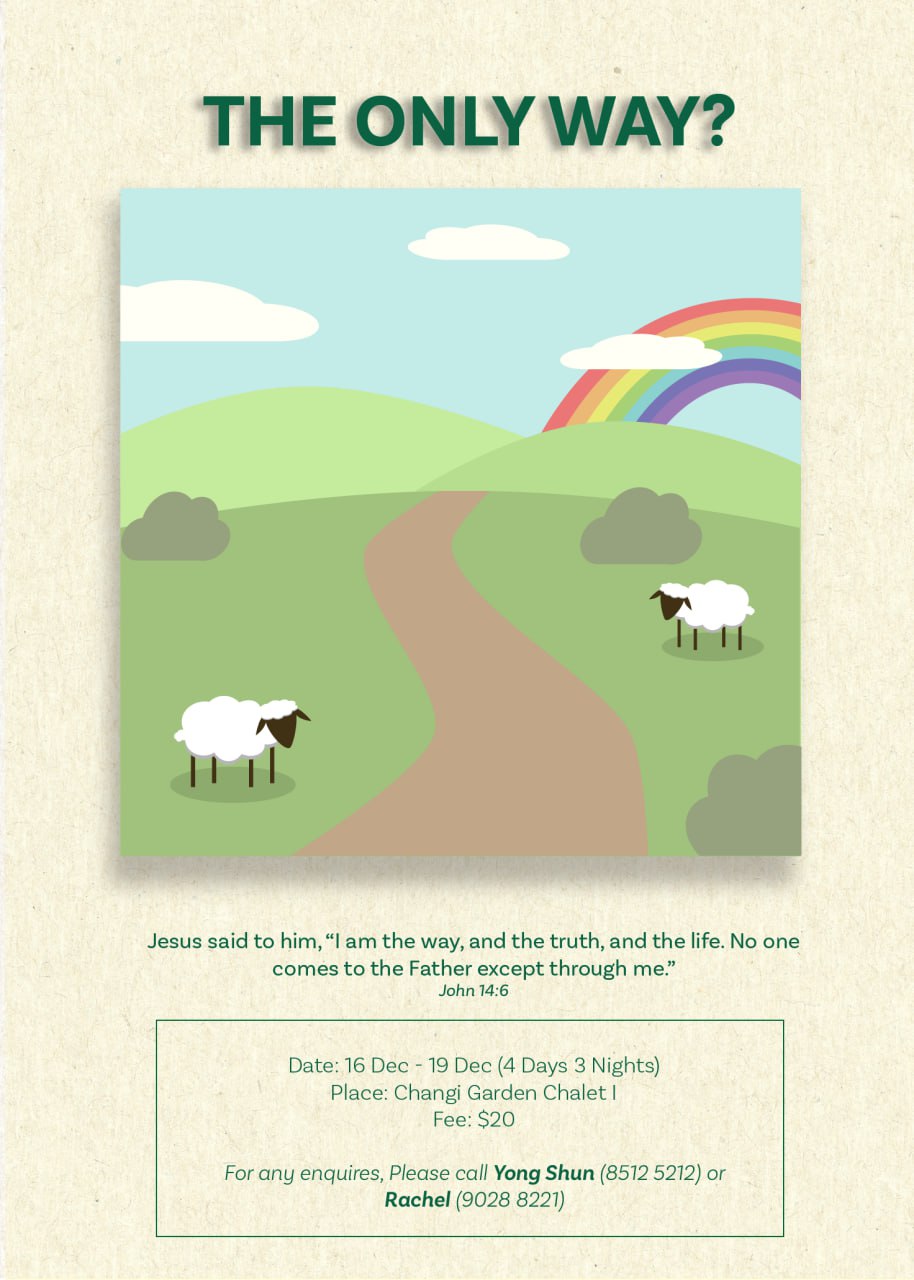 THE ONLY WAY?
Jesus said to him, “I am the way, and the truth, and the life. No one
comes to the Father except through me.”
John 14:6
Date: 16 Dec - 19 Dec (4 Days 3 Nights)
Place: Changi Garden Chalet I
Fee: $20
For any enquires, Please call Yong Shun (8512 5212) or
Rachel (9028 8221)